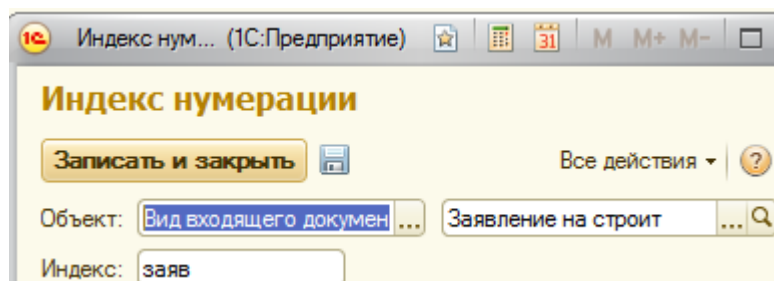 1С Индекс нум... (1С:Предприятие) 31 M M+ M-
Индекс нумерации
Записать и закрыть Все действия ?
Объект: Вид входящего докумен ... Заявление на строит ...
Индекс: заяв